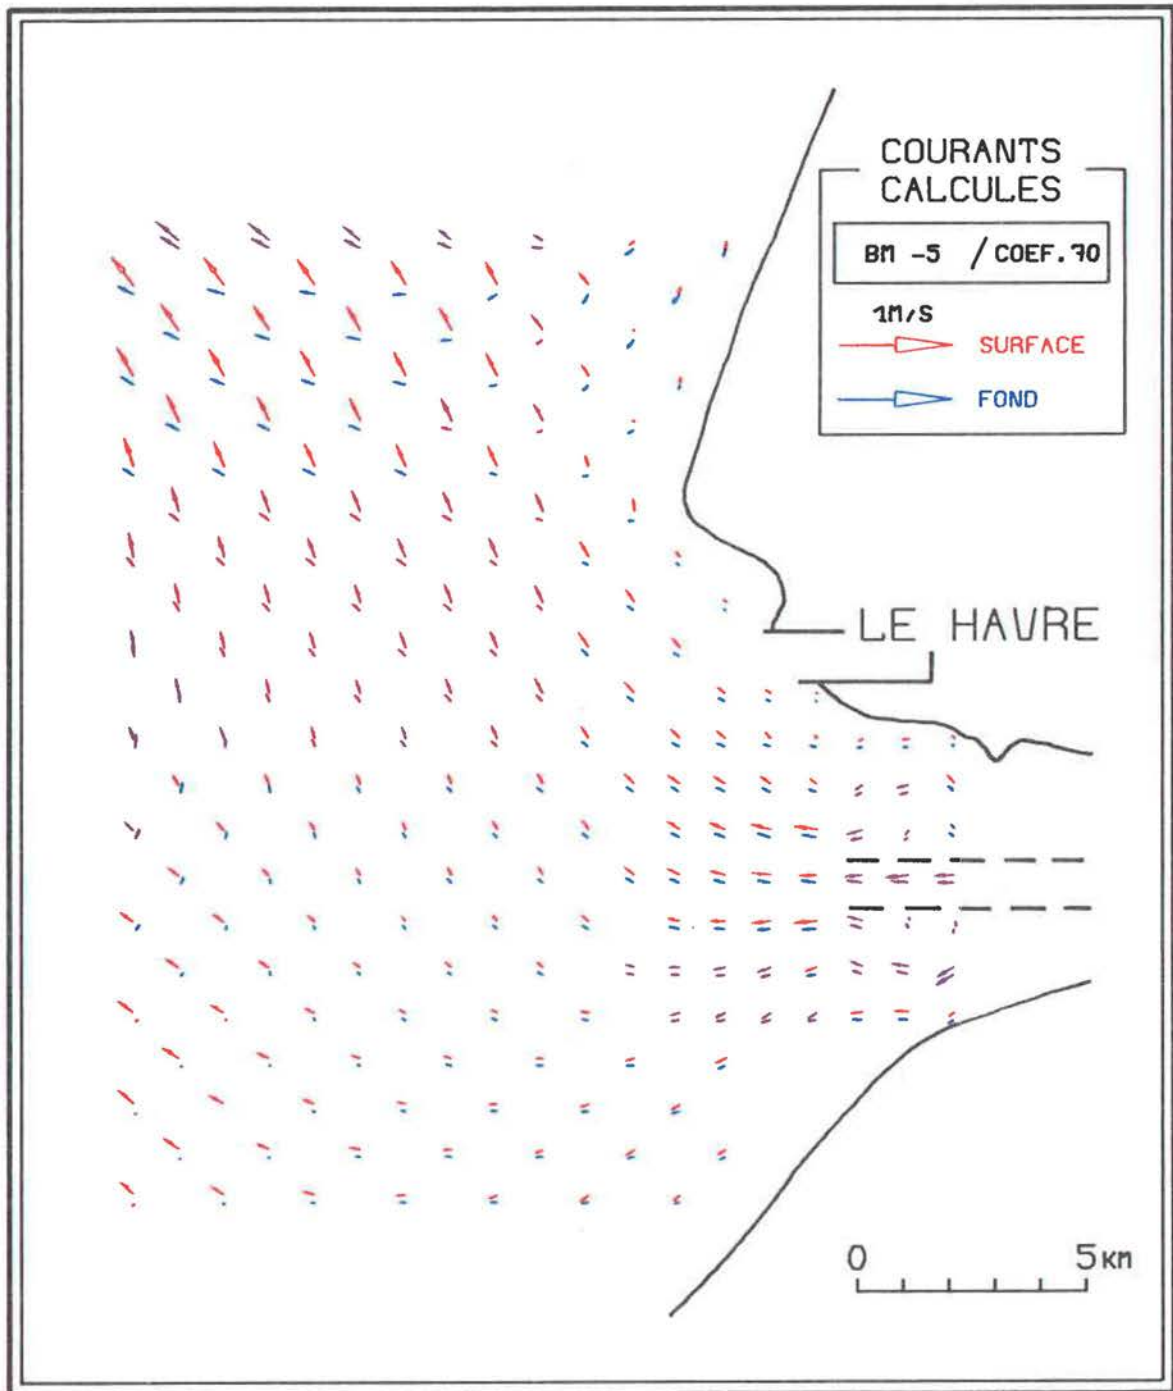 COURANTS
CALCULES
BM -5 / COEF.70
1M/S
SURFACE
FOND
LE HAVRE
0 5KM